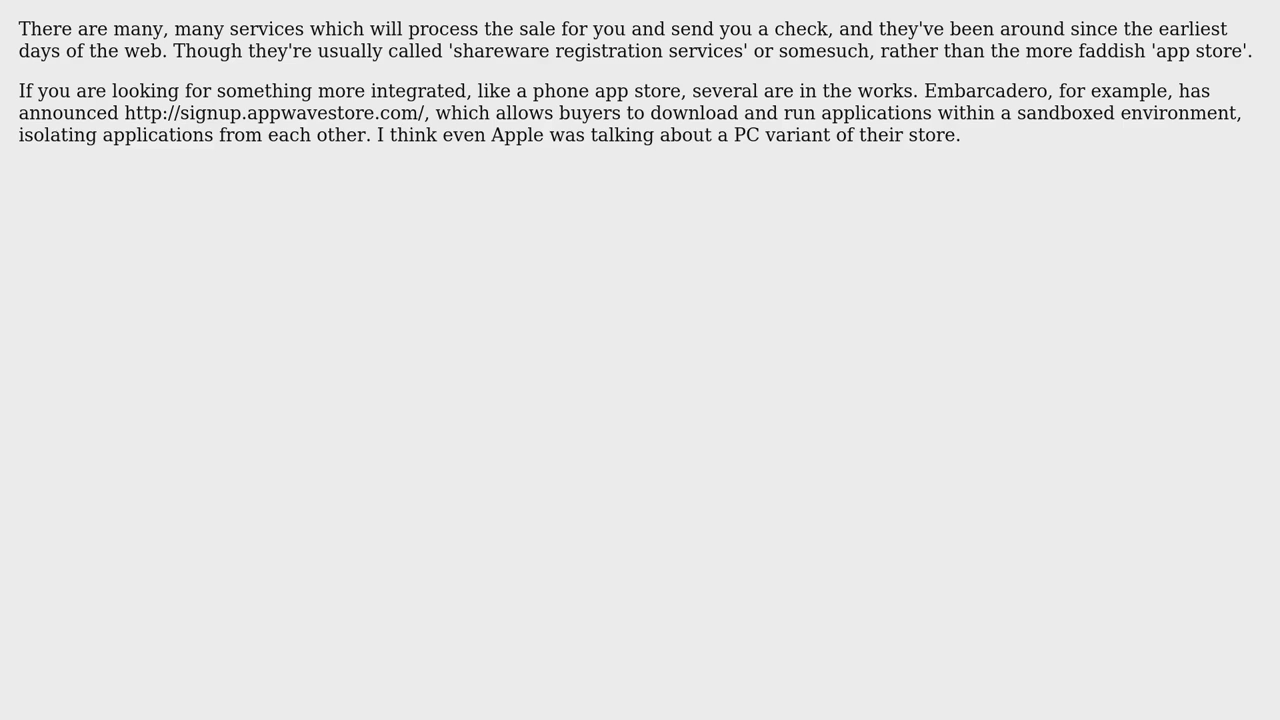 There are many, many services which will process the sale for you and send you a check, and they've been around since the earliest
days of the web. Though they're usually called 'shareware registration services' or somesuch, rather than the more faddish 'app store'.
If you are looking for something more integrated, like a phone app store, several are in the works. Embarcadero, for example, has
announced http://signup.appwavestore.com/, which allows buyers to download and run applications within a sandboxed environment,
isolating applications from each other. I think even Apple was talking about a PC variant of their store.